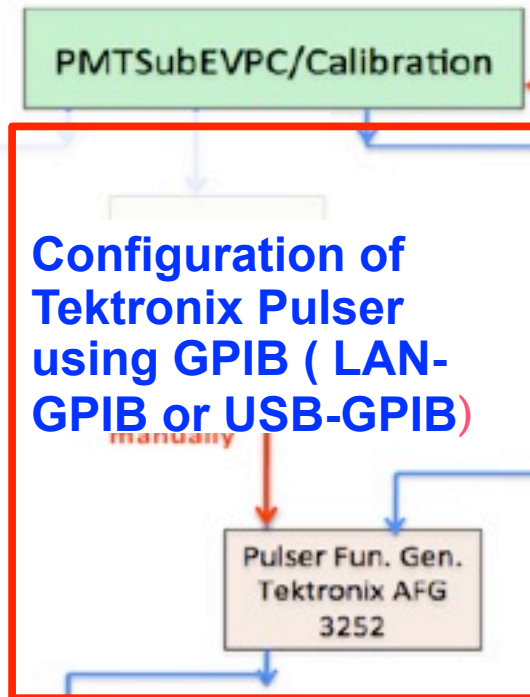 PMTSubEVPC/Calibration
Configuration of
Tektronix Pulser
using GPIB ( LAN-
GPIB or USB-GPIB)
manually
Pulser Fun. Gen.
Tektronix AFG
3252